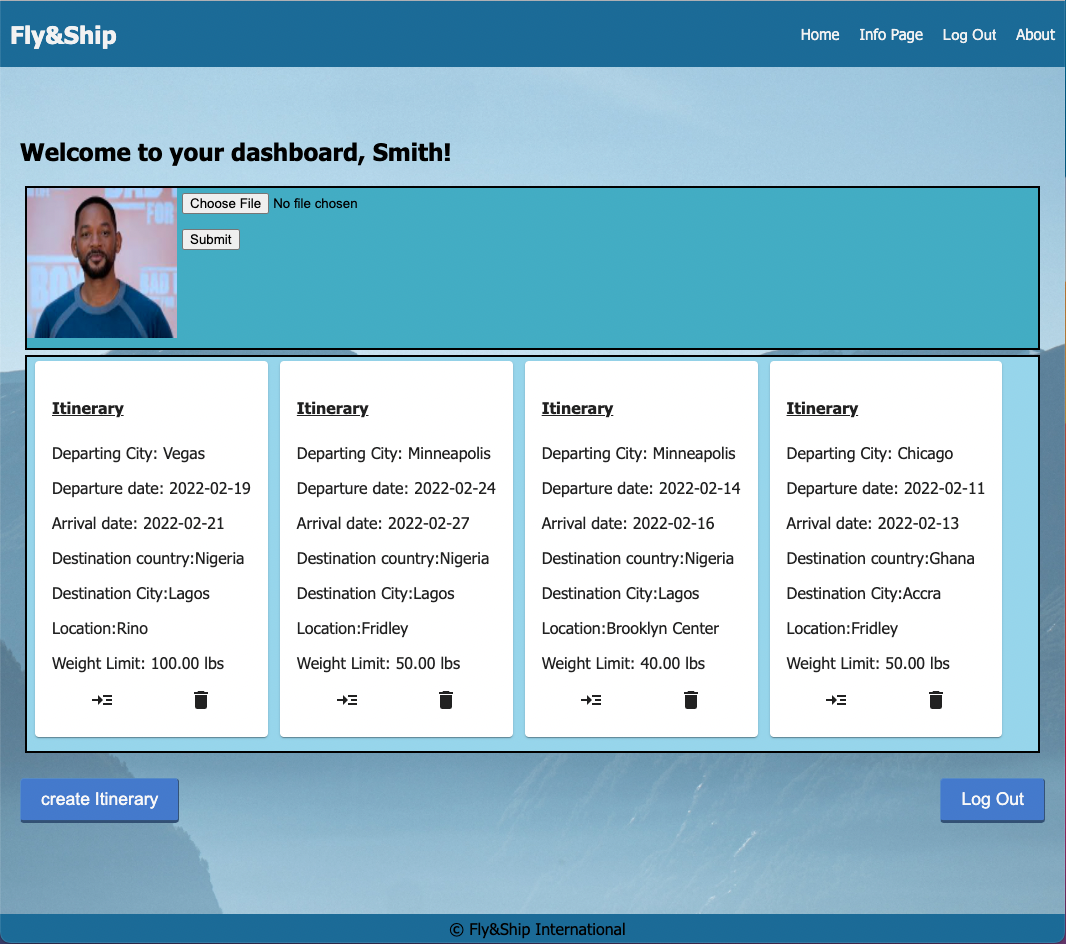 Fly&Ship
Home Info Page Log Out About
Welcome to your dashboard, Smith!
Choose File No file chosen
Submit
Itinerary
Departing City: Vegas
Departure date: 2022-02-19
Arrival date: 2022-02-21
Destination country:Nigeria
Destination City:Lagos
Location:Rino
Weight Limit: 100.00 lbs
Itinerary
Departing City: Minneapolis
Departure date: 2022-02-24
Arrival date: 2022-02-27
Destination country:Nigeria
Destination City:Lagos
Location:Fridley
Weight Limit: 50.00 lbs
Itinerary
Departing City: Minneapolis
Departure date: 2022-02-14
Arrival date: 2022-02-16
Destination country:Nigeria
Destination City:Lagos
Location:Brooklyn Center
Weight Limit: 40.00 lbs
Itinerary
Departing City: Chicago
Departure date: 2022-02-11
Arrival date: 2022-02-13
Destination country:Ghana
Destination City:Accra
Location:Fridley
Weight Limit: 50.00 lbs
create Itinerary
Log Out
© Fly&Ship International